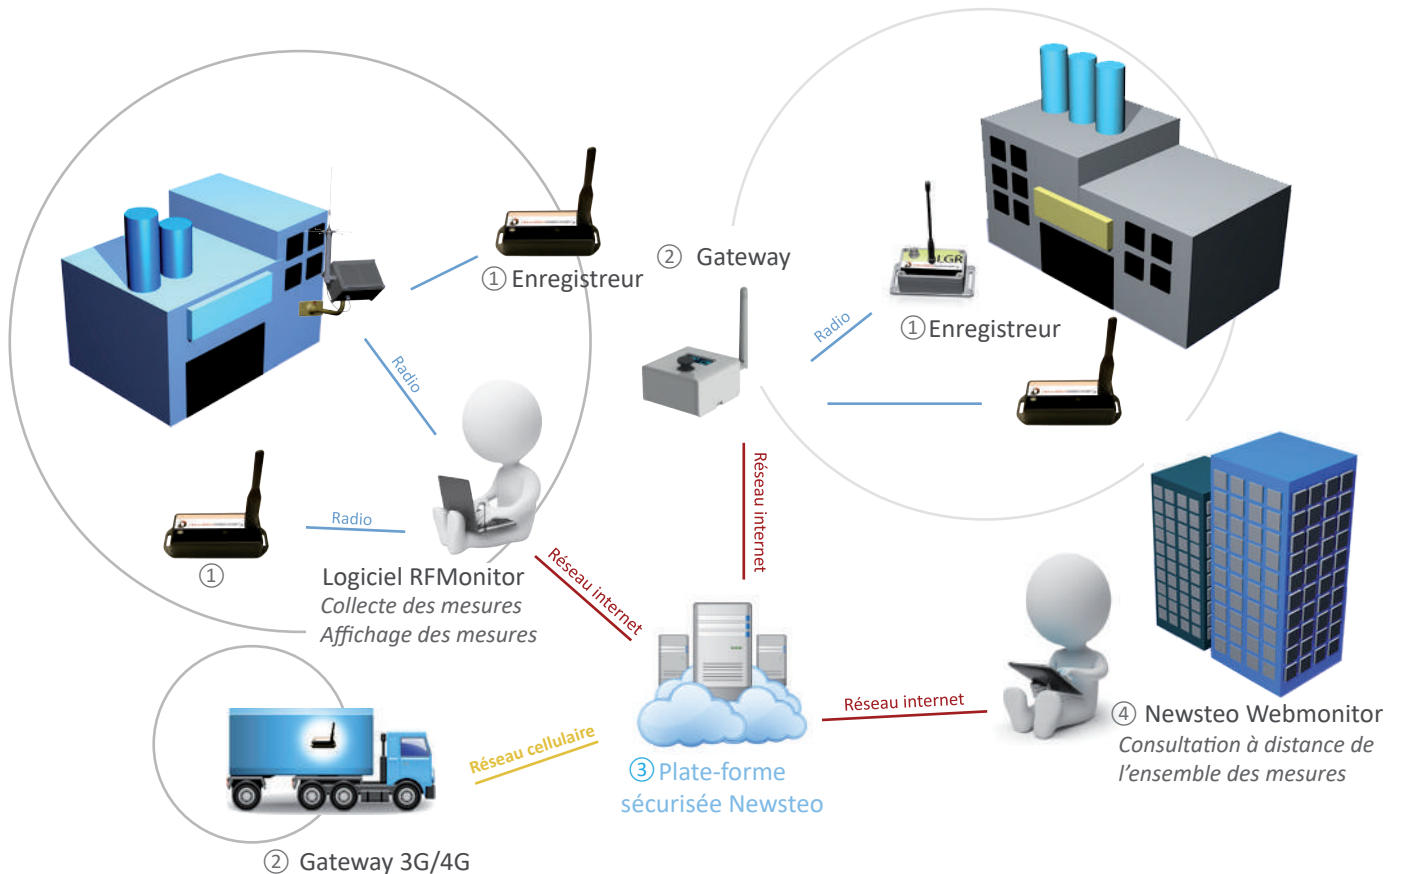 ① Enregistreur
② Gateway
LGR
① Enregistreur
Radio
Radio
Radio
①
Logiciel RFMonitor
Collecte des mesures
Affichage des mesures
Réseau internet
Réseau internet
Réseau internet
Réseau cellulaire
③ Plate-forme
sécurisée Newsteo
④ Newsteo Webmonitor
Consultation à distance de
l'ensemble des mesures
② Gateway 3G/4G